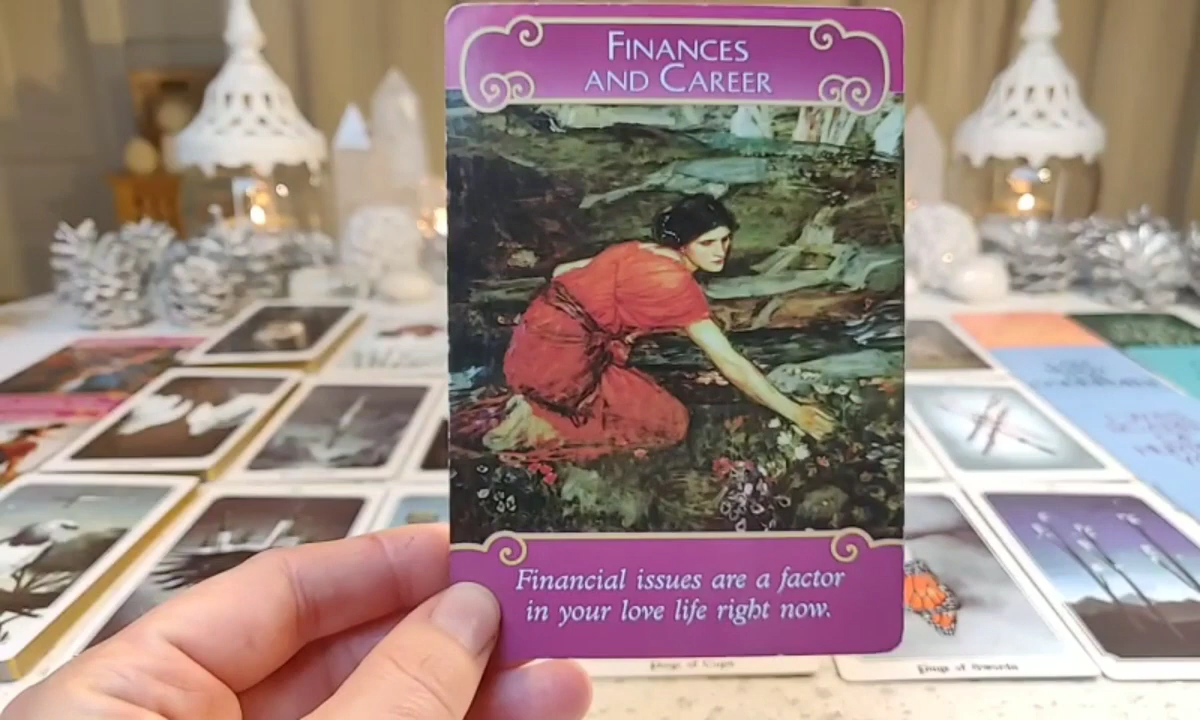 FINANCES
AND CAREER
Financial issues are a factor
in your love life right now.